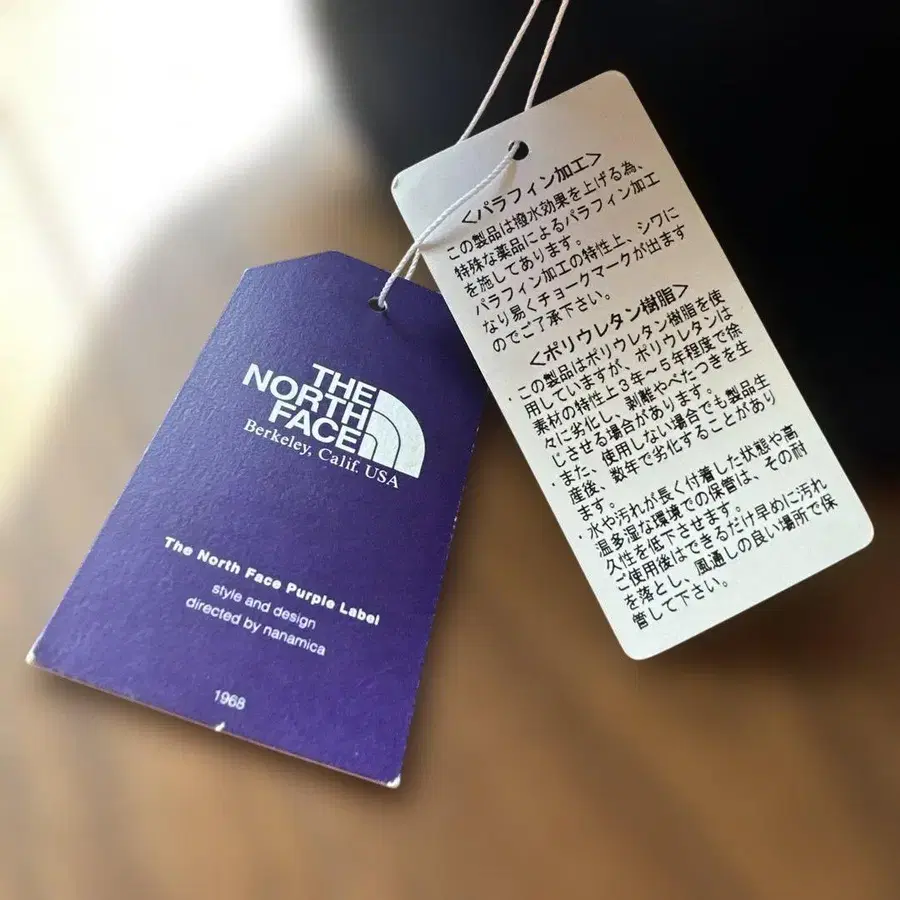 THE
NORTH
FACE
Berkeley, Calif. USA
The North Face Purple Label
style and design
directed by nanamica
1968
<パラフィン加工>
この製品は撥水効果を上げる為、
特殊な薬品によるパラフィン加工
を施してあります。
パラフィン加工の特性上、シワに
なり易くチョークマークが出ます
のでご了承下さい。
<ポリウレタン樹脂>
・この製品はポリウレタン樹脂を使
用していますが、ポリウレタンは
素材の特性上3年~5年程度で徐
々に劣化し、剥離やべたつきを生
じさせる場合があります。
・また、使用しない場合でも製品生
産後、数年で劣化することがあり
ます。
・水や汚れが長く付着した状態や高
温多湿な環境での保管は、その耐
久性を低下させます。
ご使用後はできるだけ早めに汚れ
を落とし、風通しの良い場所で保
管して下さい。